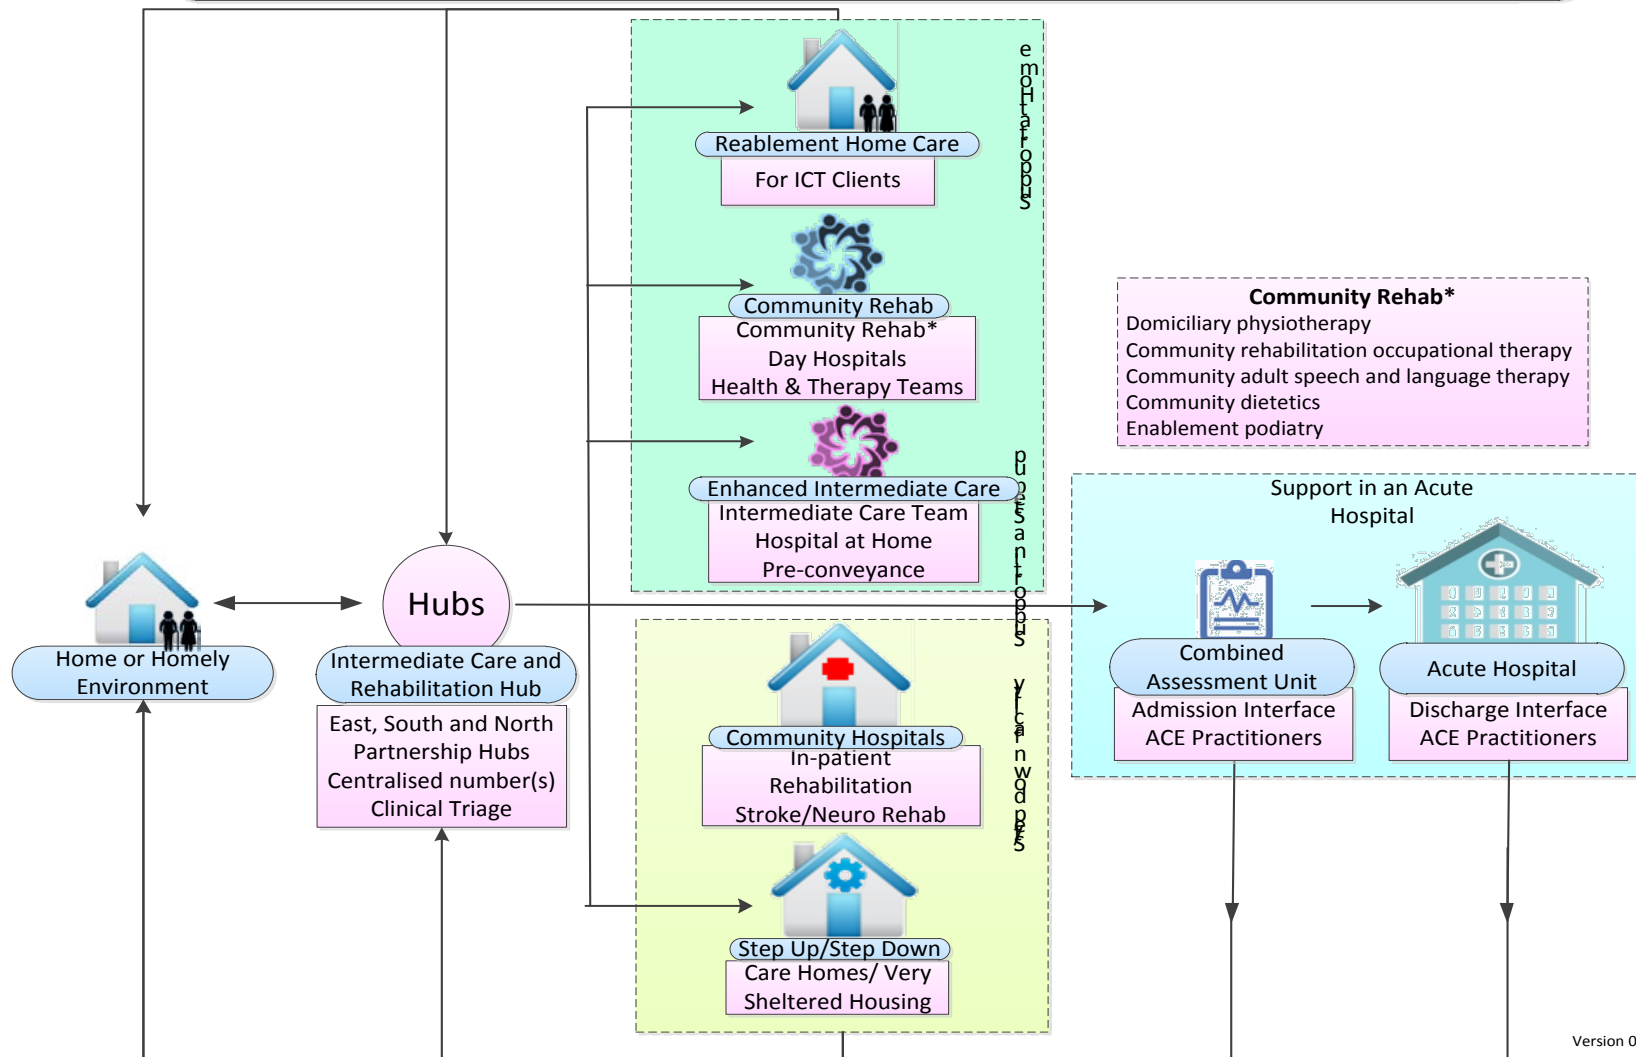 Support at Home
Reablement Home Care
For ICT Clients
Community Rehab
Community Rehab*
Day Hospitals
Health & Therapy Teams
Enhanced Intermediate Care
Intermediate Care Team
Hospital at Home
Pre-conveyance
Community Rehab*
Domiciliary physiotherapy
Community rehabilitation occupational therapy
Community adult speech and language therapy
Community dietetics
Enablement podiatry
Home or Homely
Environment
Hubs
Intermediate Care and
Rehabilitation Hub
East, South and North
Partnership Hubs
Centralised number(s)
Clinical Triage
Community Hospitals
In-patient
Rehabilitation
Stroke/Neuro Rehab
Step Up/Step Down
Care Homes/ Very
Sheltered Housing
Support in an Acute
Hospital
Combined
Assessment Unit
Admission Interface
ACE Practitioners
Acute Hospital
Discharge Interface
ACE Practitioners
Version 0